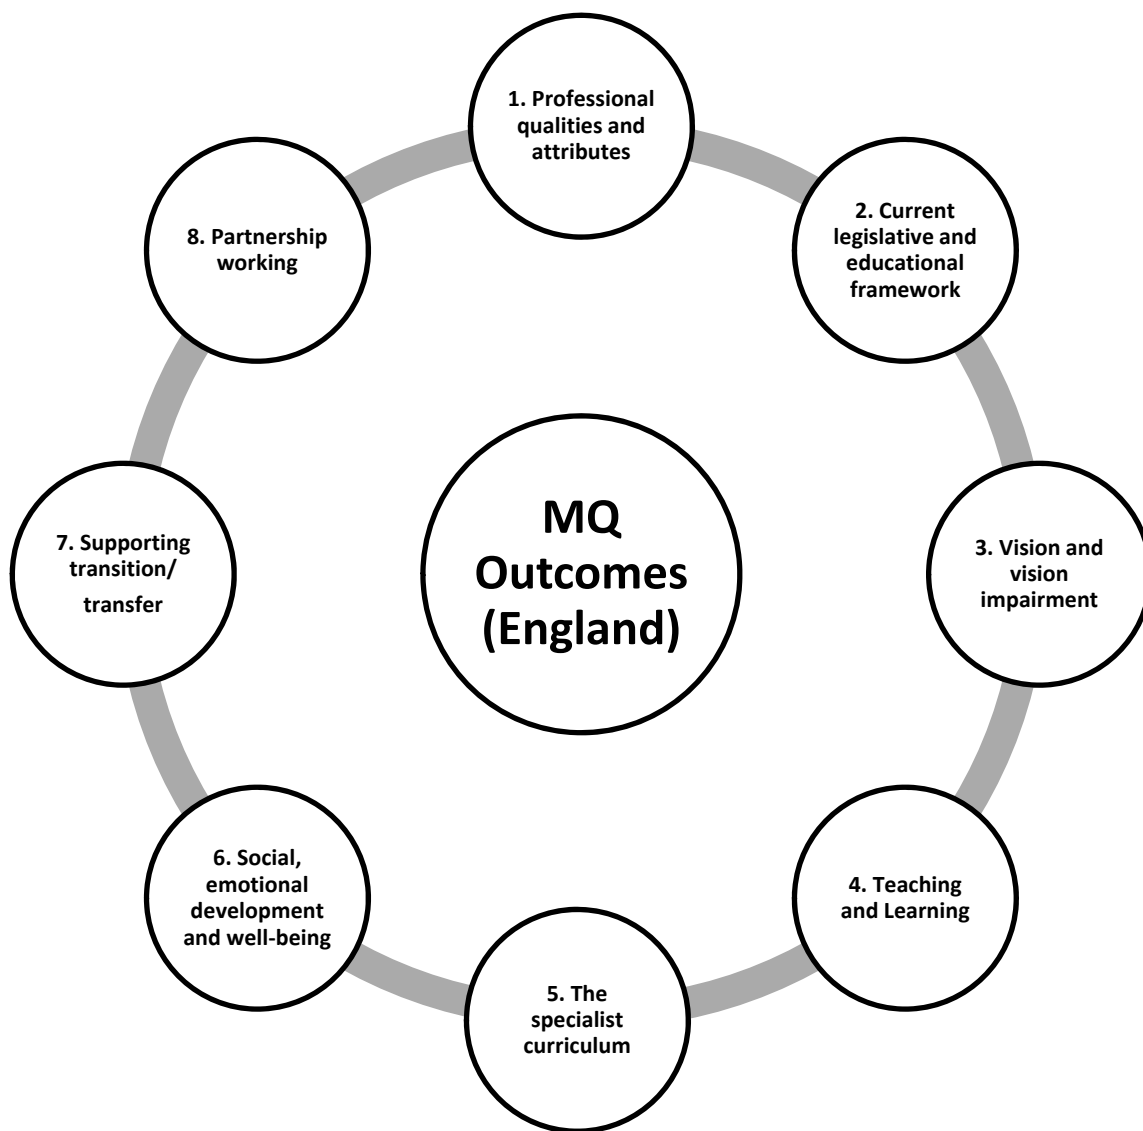 1. Professional
qualities and
attributes
2. Current
legislative and
educational
framework
3. Vision and
vision
impairment
4. Teaching
and Learning
5. The
specialist
curriculum
6. Social,
emotional
development
and well-being
7. Supporting
transition/
transfer
8. Partnership
working
MQ
Outcomes
(England)